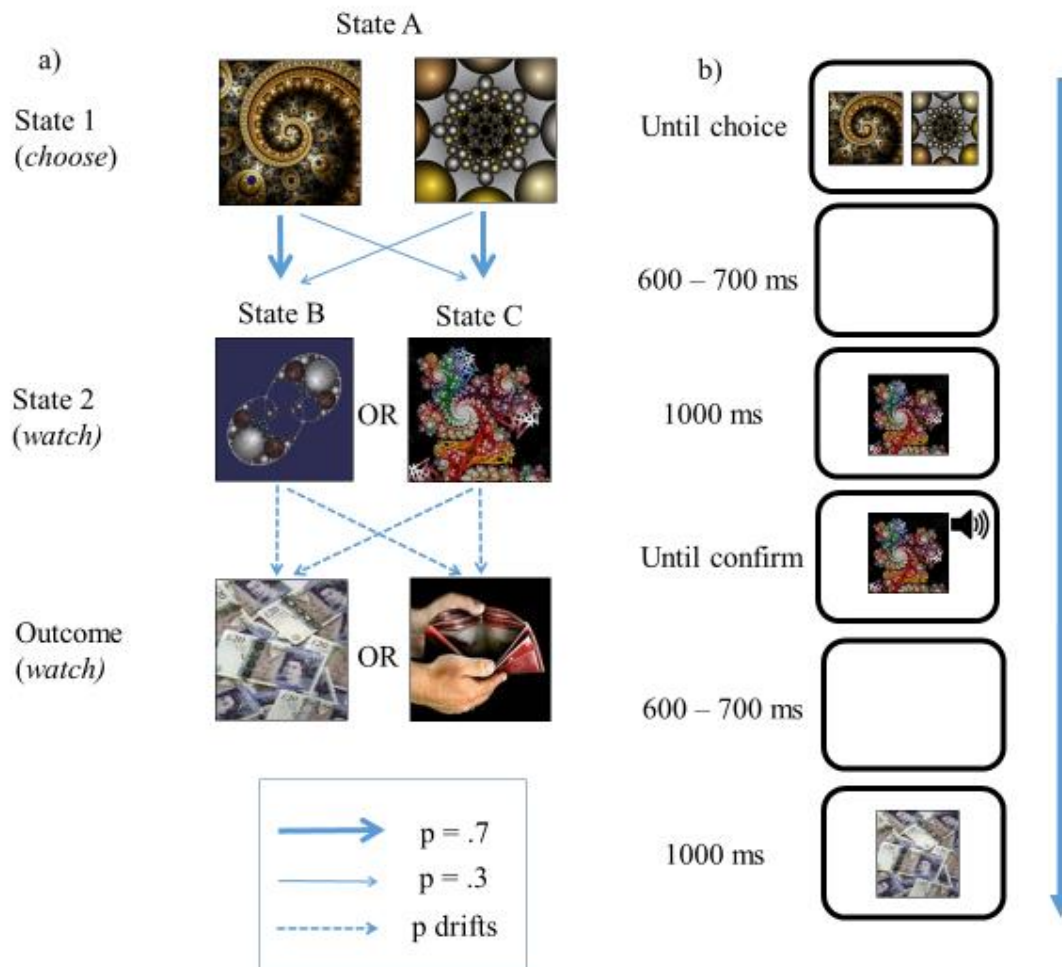 State A
a)
State 1
(choose)
State B
State C
State 2
(watch)
OR
Outcome
(watch)
OR
p = .7
p = .3
p drifts
b)
Until choice
600 – 700 ms
1000 ms
Until confirm
600 – 700 ms
1000 ms